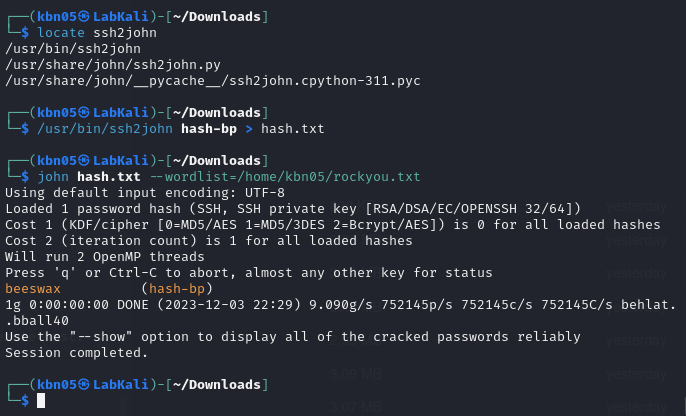 ┌──(kbn05㉿LabKali)-[~/Downloads]
└─$ locate ssh2john
/usr/bin/ssh2john
/usr/share/john/ssh2john.py
/usr/share/john/__pycache__/ssh2john.cpython-311.pyc
┌──(kbn05㉿LabKali)-[~/Downloads]
└─$ /usr/bin/ssh2john hash-bp > hash.txt
┌──(kbn05㉿LabKali)-[~/Downloads]
└─$ john hash.txt --wordlist=/home/kbn05/rockyou.txt
Using default input encoding: UTF-8
Loaded 1 password hash (SSH, SSH private key [RSA/DSA/EC/OPENSSH 32/64])
Cost 1 (KDF/cipher [0=MD5/AES 1=MD5/3DES 2=Bcrypt/AES]) is 0 for all loaded hashes
Cost 2 (iteration count) is 1 for all loaded hashes
Will run 2 OpenMP threads
Press 'q' or Ctrl-C to abort, almost any other key for status
beeswax          (hash-bp)
1g 0:00:00:00 DONE (2023-12-03 22:29) 9.090g/s 752145p/s 752145c/s 752145C/s behlat.
.bball40
Use the "--show" option to display all of the cracked passwords reliably
Session completed.
┌──(kbn05㉿LabKali)-[~/Downloads]
└─$